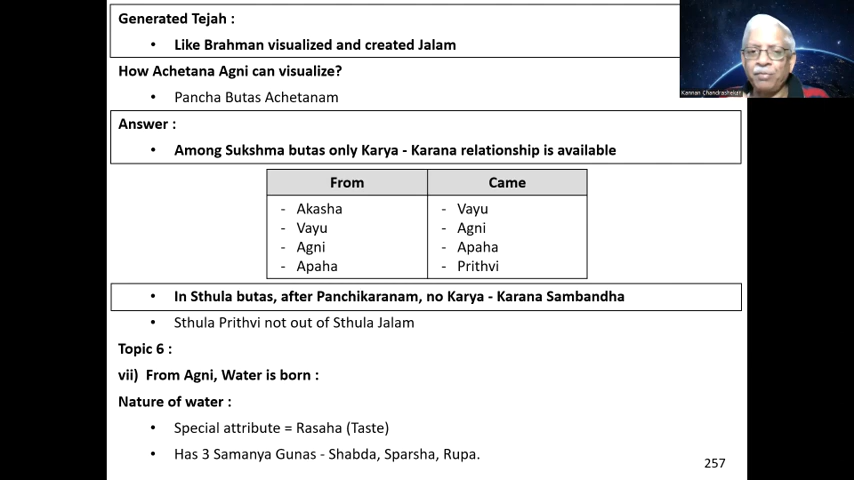 Generated Tejah :
• Like Brahman visualized and created Jalam
How Achetana Agni can visualize?
• Pancha Butas Achetanam
Answer :
• Among Sukshma butas only Karya - Karana relationship is available
From Came
- Akasha - Vayu
- Vayu - Agni
- Agni - Apaha
- Apaha - Prithvi
• In Sthula butas, after Panchikaranam, no Karya - Karana Sambandha
• Sthula Prithvi not out of Sthula Jalam
Topic 6 :
vii) From Agni, Water is born :
Nature of water :
• Special attribute = Rasaha (Taste)
• Has 3 Samanya Gunas - Shabda, Sparsha, Rupa.
257
Kannan Chandrashekar